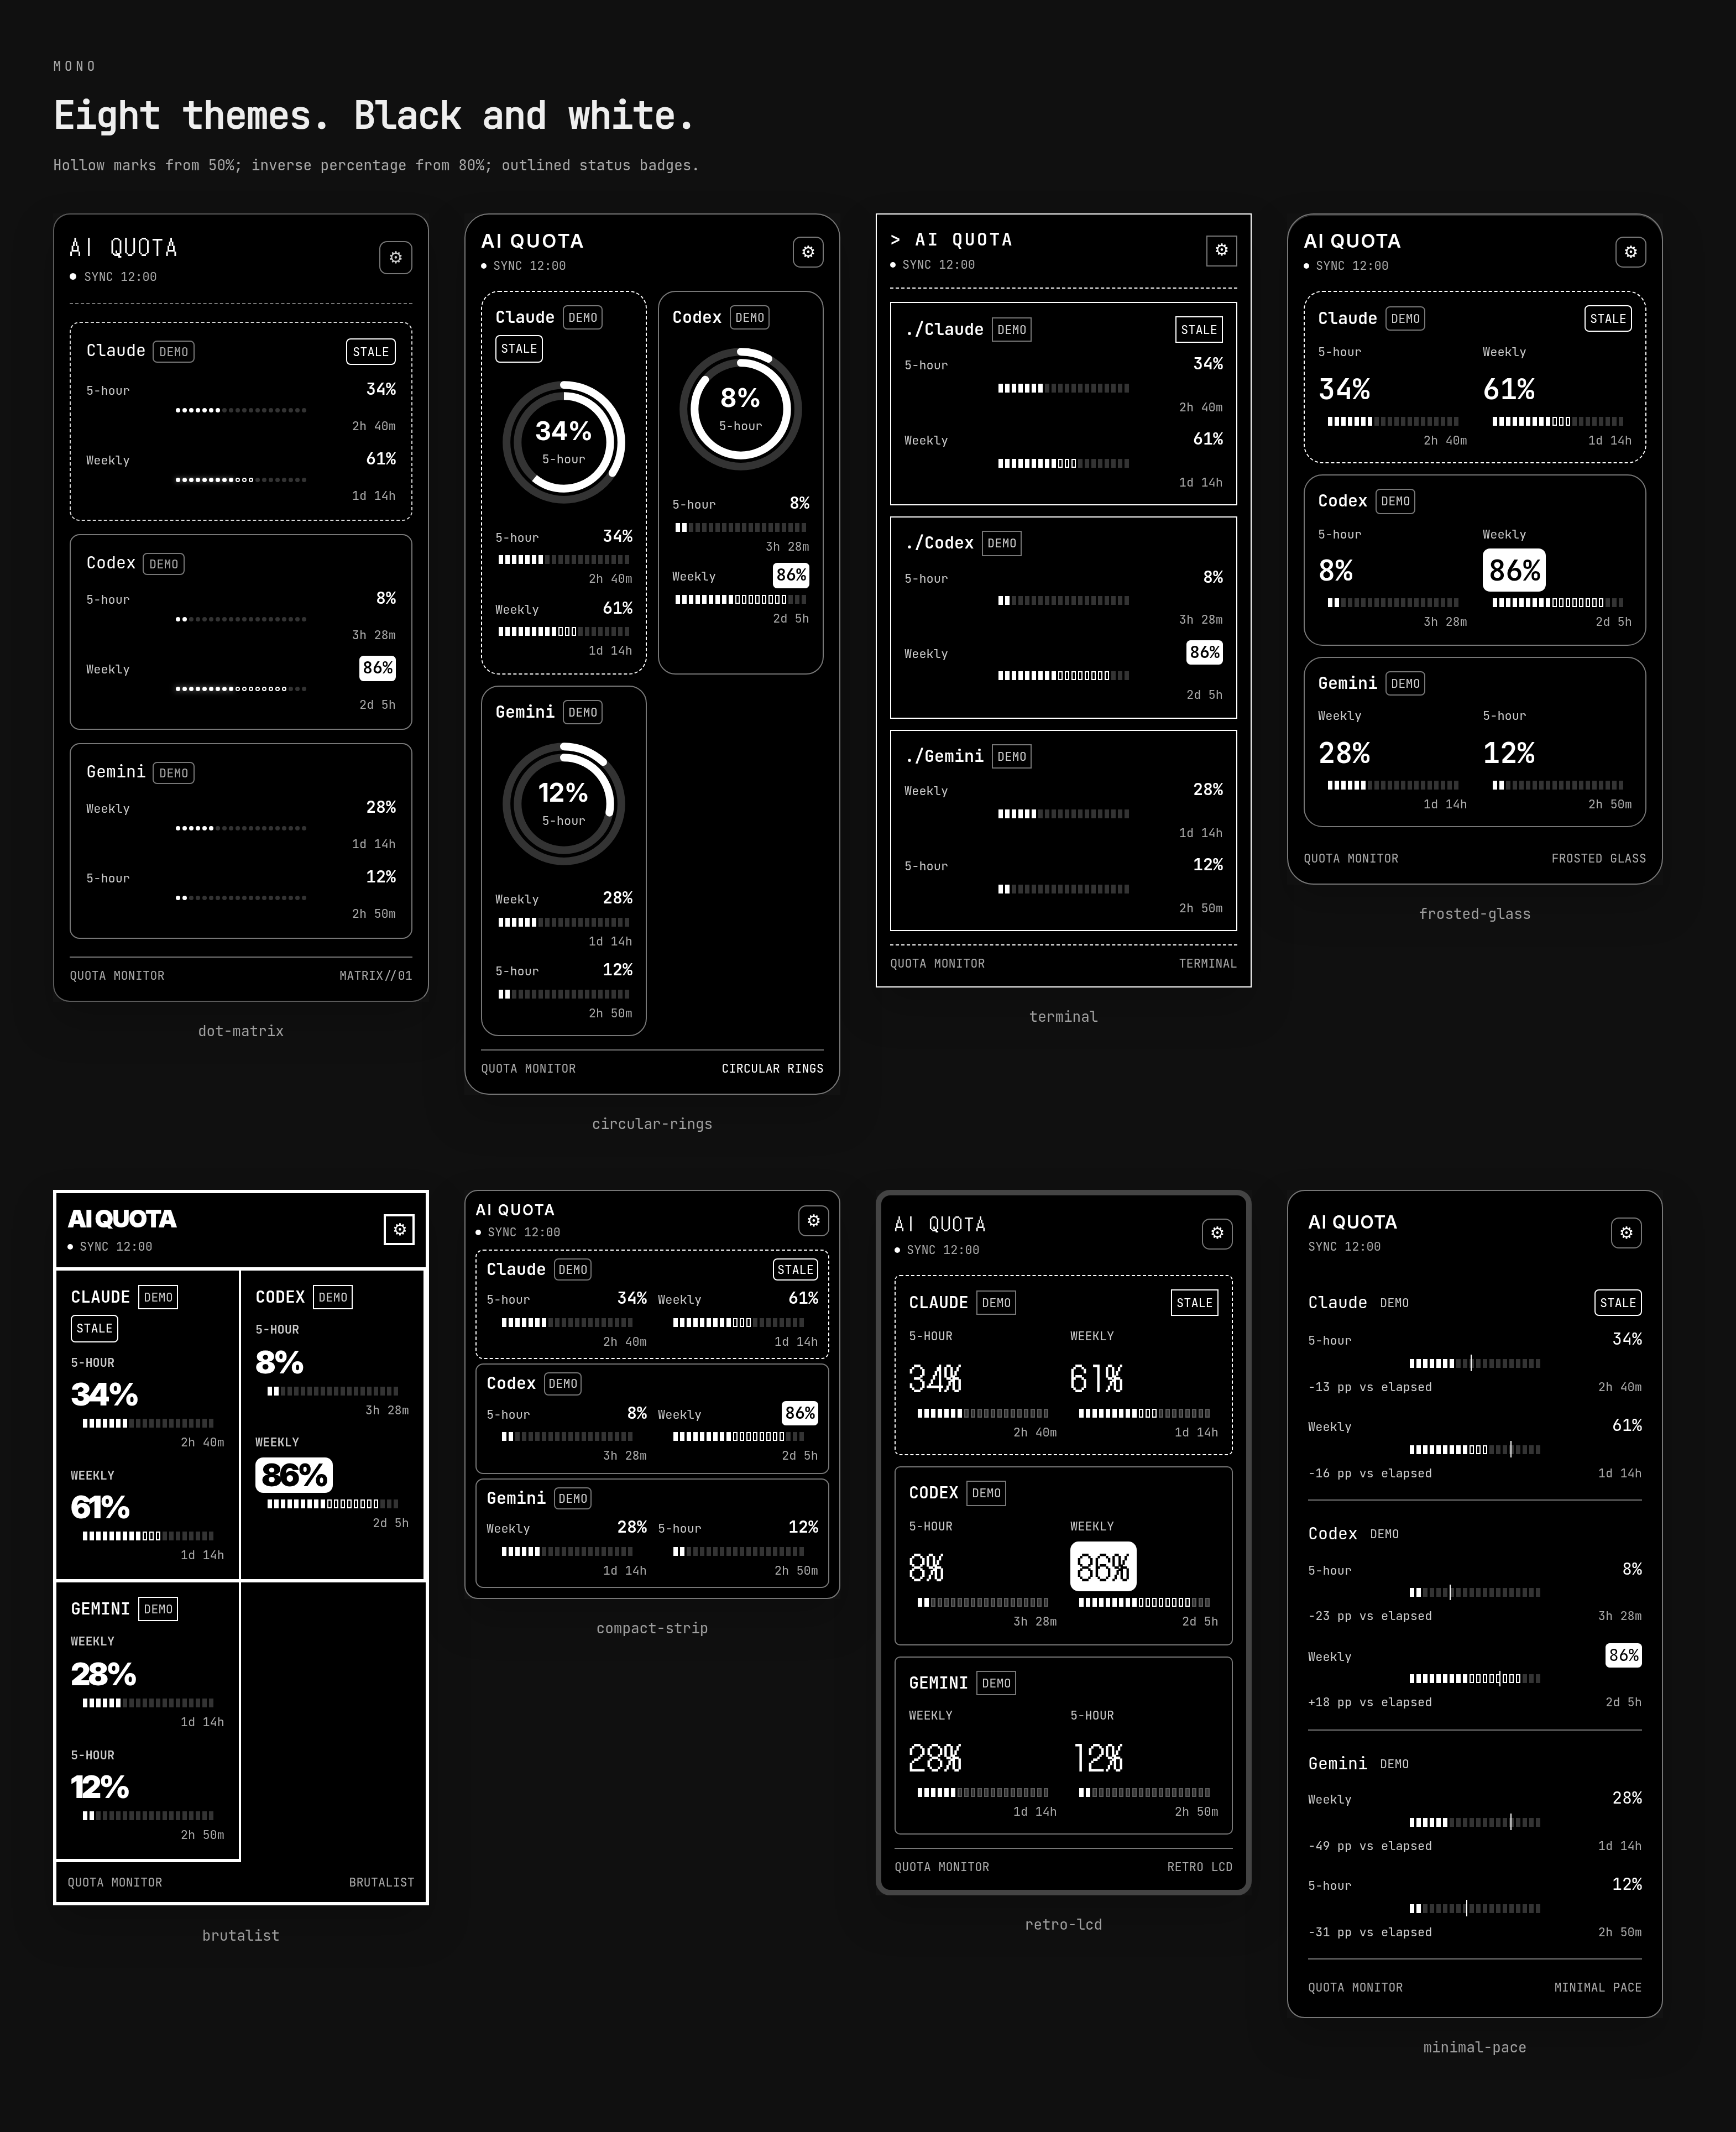 MONO
Eight themes. Black and white.
Hollow marks from 50%; inverse percentage from 80%; outlined status badges.
AI QUOTA
SYNC 12:00
Claude DEMO STALE
5-hour 34%
2h 40m
Weekly 61%
1d 14h
Codex DEMO
5-hour 8%
3h 28m
Weekly 86%
2d 5h
Gemini DEMO
Weekly 28%
1d 14h
5-hour 12%
2h 50m
QUOTA MONITOR MATRIX//01
dot-matrix
AI QUOTA
SYNC 12:00
Claude DEMO
STALE
34%
5-hour
5-hour 34%
2h 40m
Weekly 61%
1d 14h
Codex DEMO
8%
5-hour
5-hour 8%
3h 28m
Weekly 86%
2d 5h
Gemini DEMO
12%
5-hour
Weekly 28%
1d 14h
5-hour 12%
2h 50m
QUOTA MONITOR CIRCULAR RINGS
circular-rings
> AI QUOTA
SYNC 12:00
./Claude DEMO STALE
5-hour 34%
2h 40m
Weekly 61%
1d 14h
./Codex DEMO
5-hour 8%
3h 28m
Weekly 86%
2d 5h
./Gemini DEMO
Weekly 28%
1d 14h
5-hour 12%
2h 50m
QUOTA MONITOR TERMINAL
terminal
AI QUOTA
SYNC 12:00
Claude DEMO STALE
5-hour Weekly
34% 61%
2h 40m 1d 14h
Codex DEMO
5-hour Weekly
8% 86%
3h 28m 2d 5h
Gemini DEMO
Weekly 5-hour
28% 12%
1d 14h 2h 50m
QUOTA MONITOR FROSTED GLASS
frosted-glass
AI QUOTA
SYNC 12:00
CLAUDE DEMO
STALE
5-HOUR
34%
2h 40m
WEEKLY
61%
1d 14h
CODEX DEMO
5-HOUR
8%
3h 28m
WEEKLY
86%
2d 5h
GEMINI DEMO
WEEKLY
28%
1d 14h
5-HOUR
12%
2h 50m
QUOTA MONITOR BRUTALIST
brutalist
AI QUOTA
SYNC 12:00
Claude DEMO STALE
5-hour 34% Weekly 61%
2h 40m 1d 14h
Codex DEMO
5-hour 8% Weekly 86%
3h 28m 2d 5h
Gemini DEMO
Weekly 28% 5-hour 12%
1d 14h 2h 50m
compact-strip
AI QUOTA
SYNC 12:00
CLAUDE DEMO STALE
5-HOUR WEEKLY
34% 61%
2h 40m 1d 14h
CODEX DEMO
5-HOUR WEEKLY
8% 86%
3h 28m 2d 5h
GEMINI DEMO
WEEKLY 5-HOUR
28% 12%
1d 14h 2h 50m
QUOTA MONITOR RETRO LCD
retro-lcd
AI QUOTA
SYNC 12:00
Claude DEMO STALE
5-hour 34%
-13 pp vs elapsed 2h 40m
Weekly 61%
-16 pp vs elapsed 1d 14h
Codex DEMO
5-hour 8%
-23 pp vs elapsed 3h 28m
Weekly 86%
+18 pp vs elapsed 2d 5h
Gemini DEMO
Weekly 28%
-49 pp vs elapsed 1d 14h
5-hour 12%
-31 pp vs elapsed 2h 50m
QUOTA MONITOR MINIMAL PACE
minimal-pace